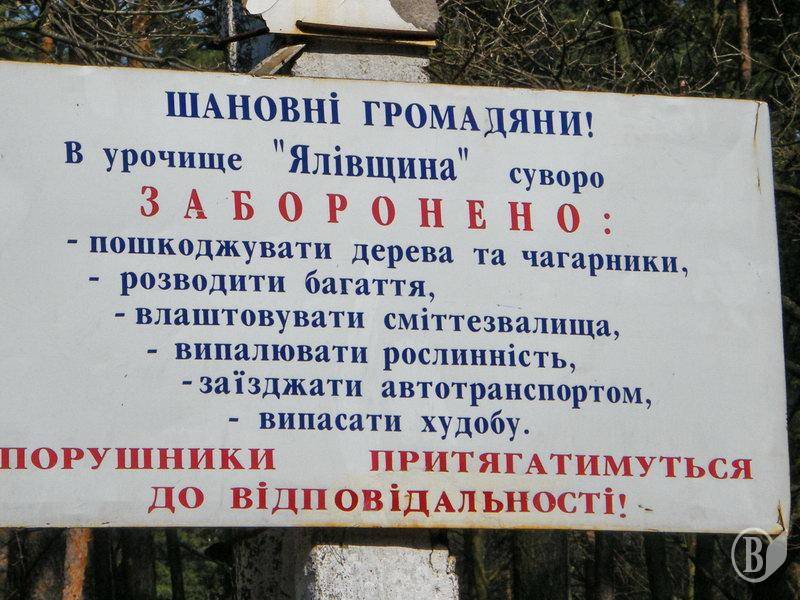 ШАНОВНІ ГРОМАДЯНИ!
В урочище "Ялівщина" суворо
ЗАБОРОНЕНО:
- пошкоджувати дерева та чагарники,
- розводити багаття,
- влаштовувати сміттєзвалища,
- випалювати рослинність,
- заїзджати автотранспортом,
- випасати худобу.
ПОРУШНИКИ ПРИТЯГАТИМУТЬСЯ
ДО ВІДПОВІДАЛЬНОСТІ!
В